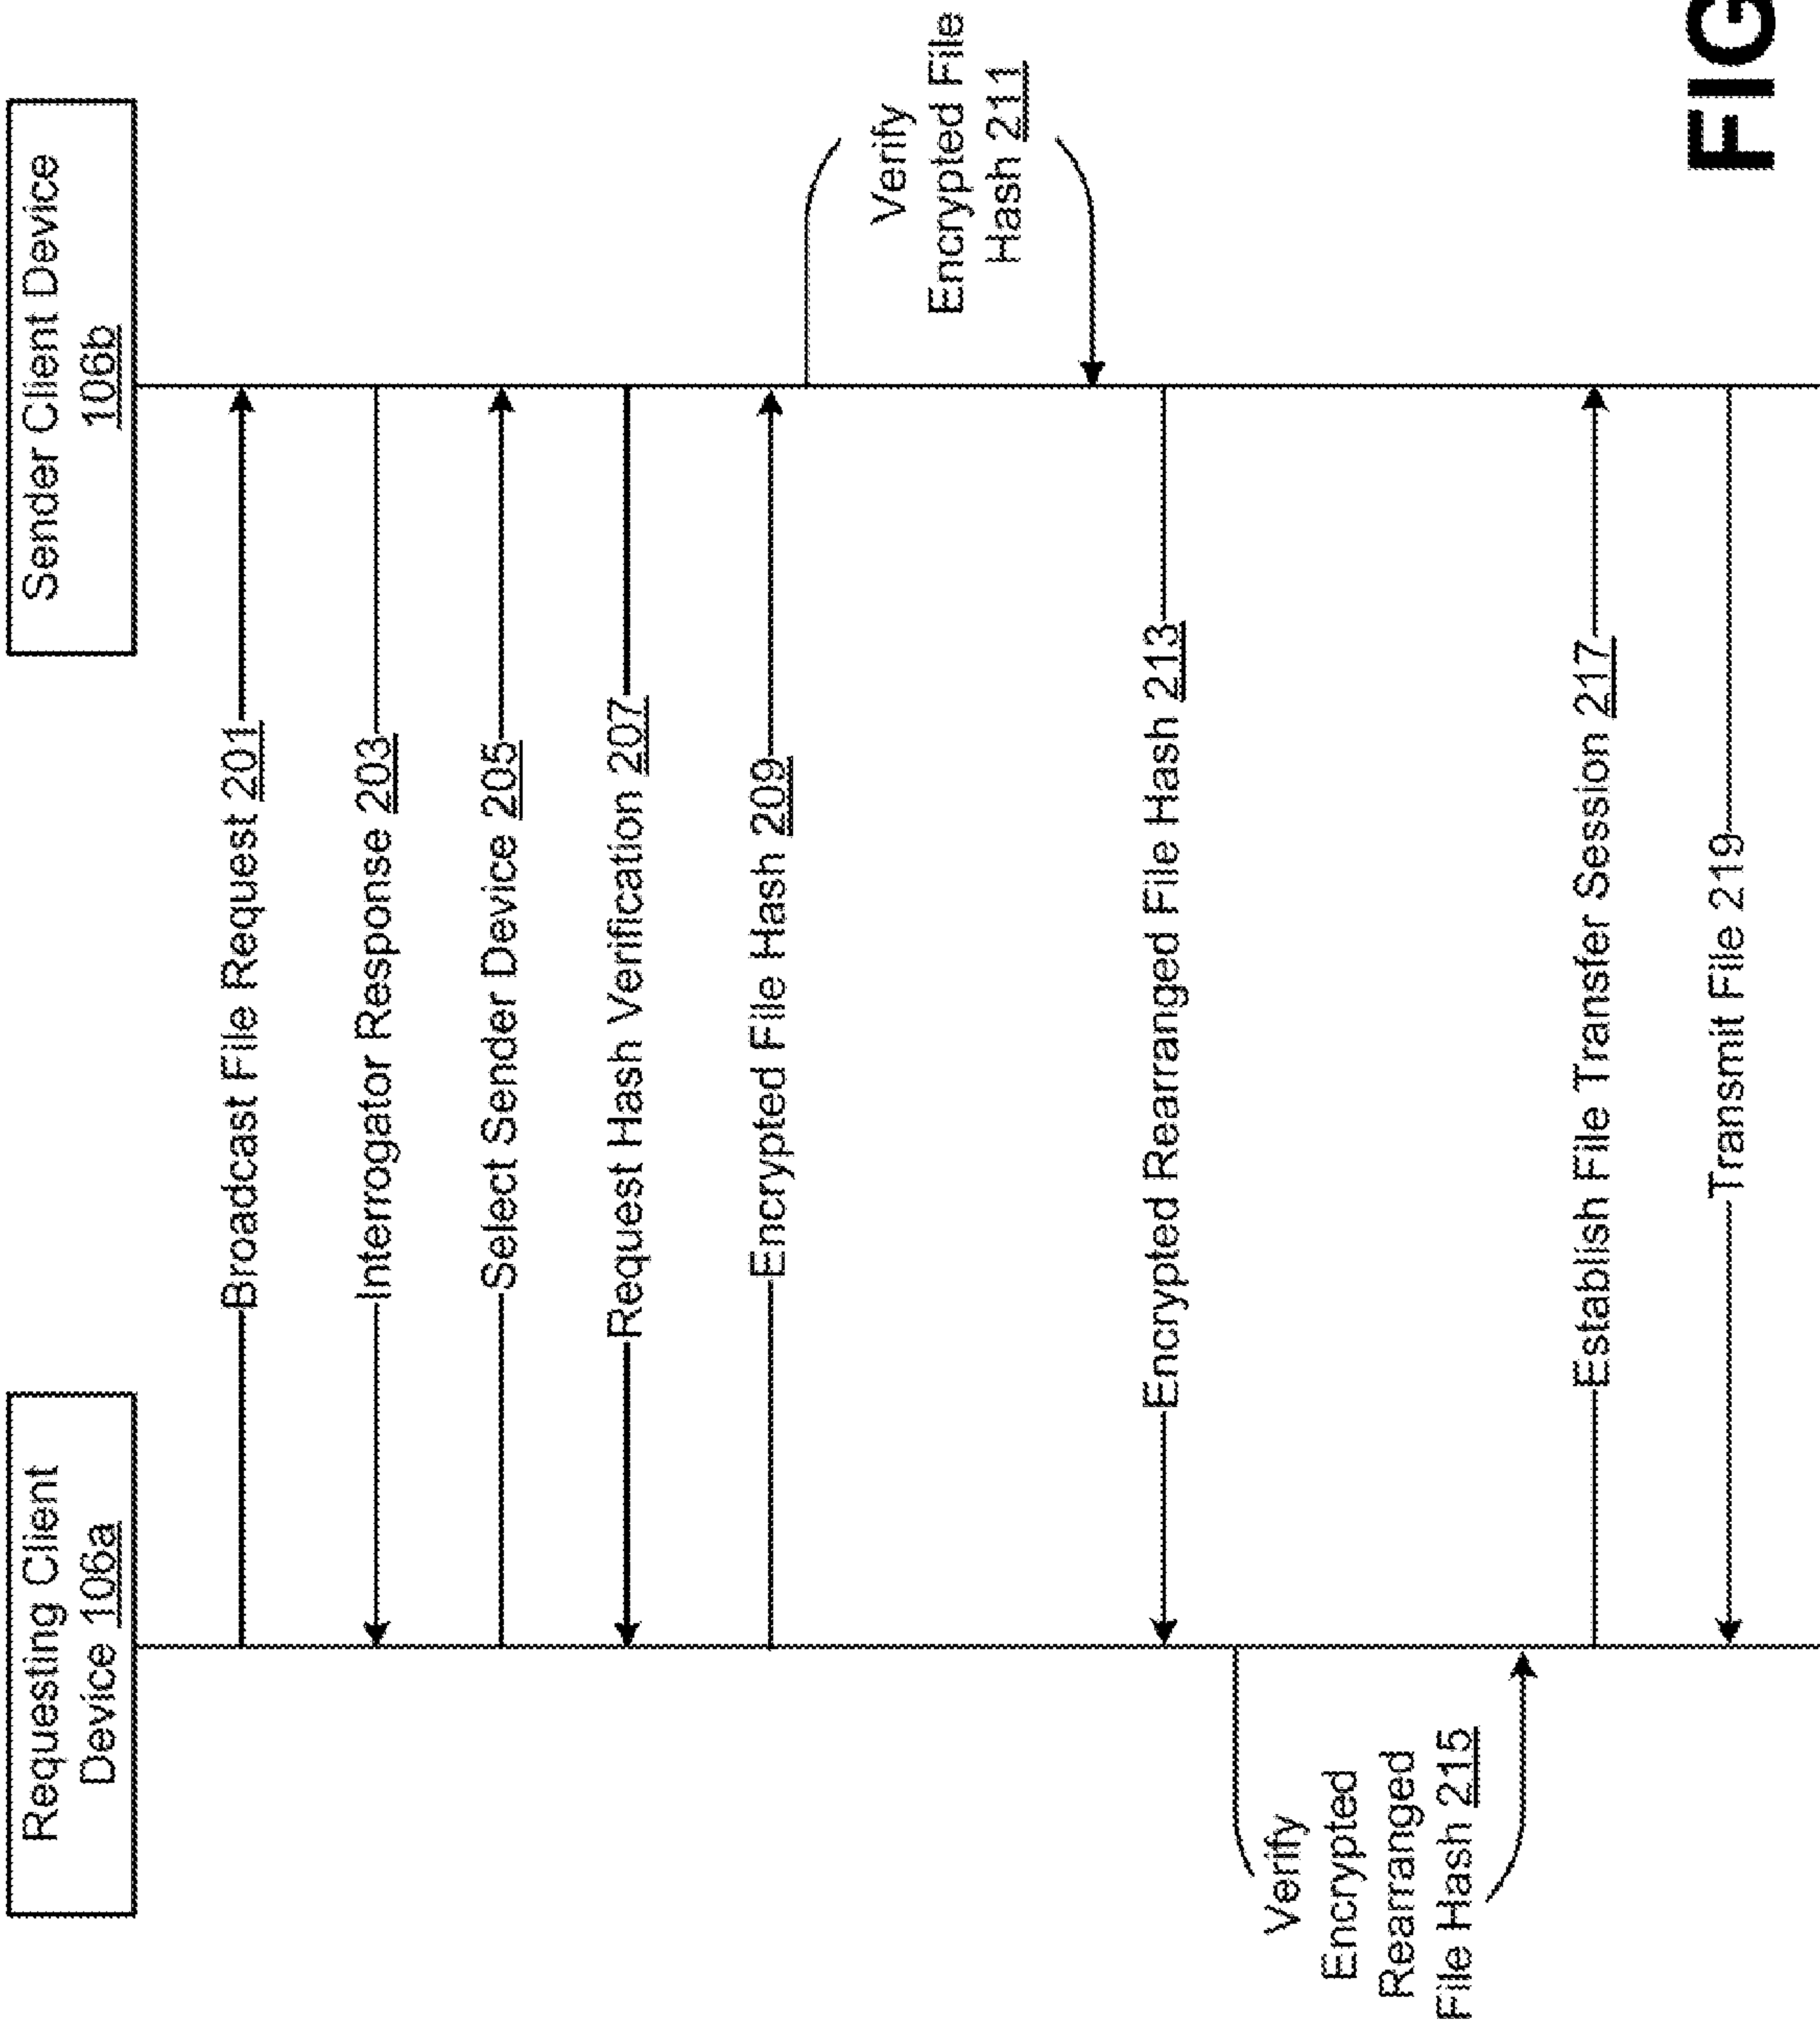 Requesting Client
Device 106a
Sender Client Device
106b
Broadcast File Request 201
Interrogator Response 203
Select Sender Device 205
Request Hash Verification 207
Encrypted File Hash 209
Verify
Encrypted File
Hash 211
Encrypted Rearranged File Hash 213
Verify
Encrypted
Rearranged
File Hash 215
Establish File Transfer Session 217
Transmit File 219
FIG